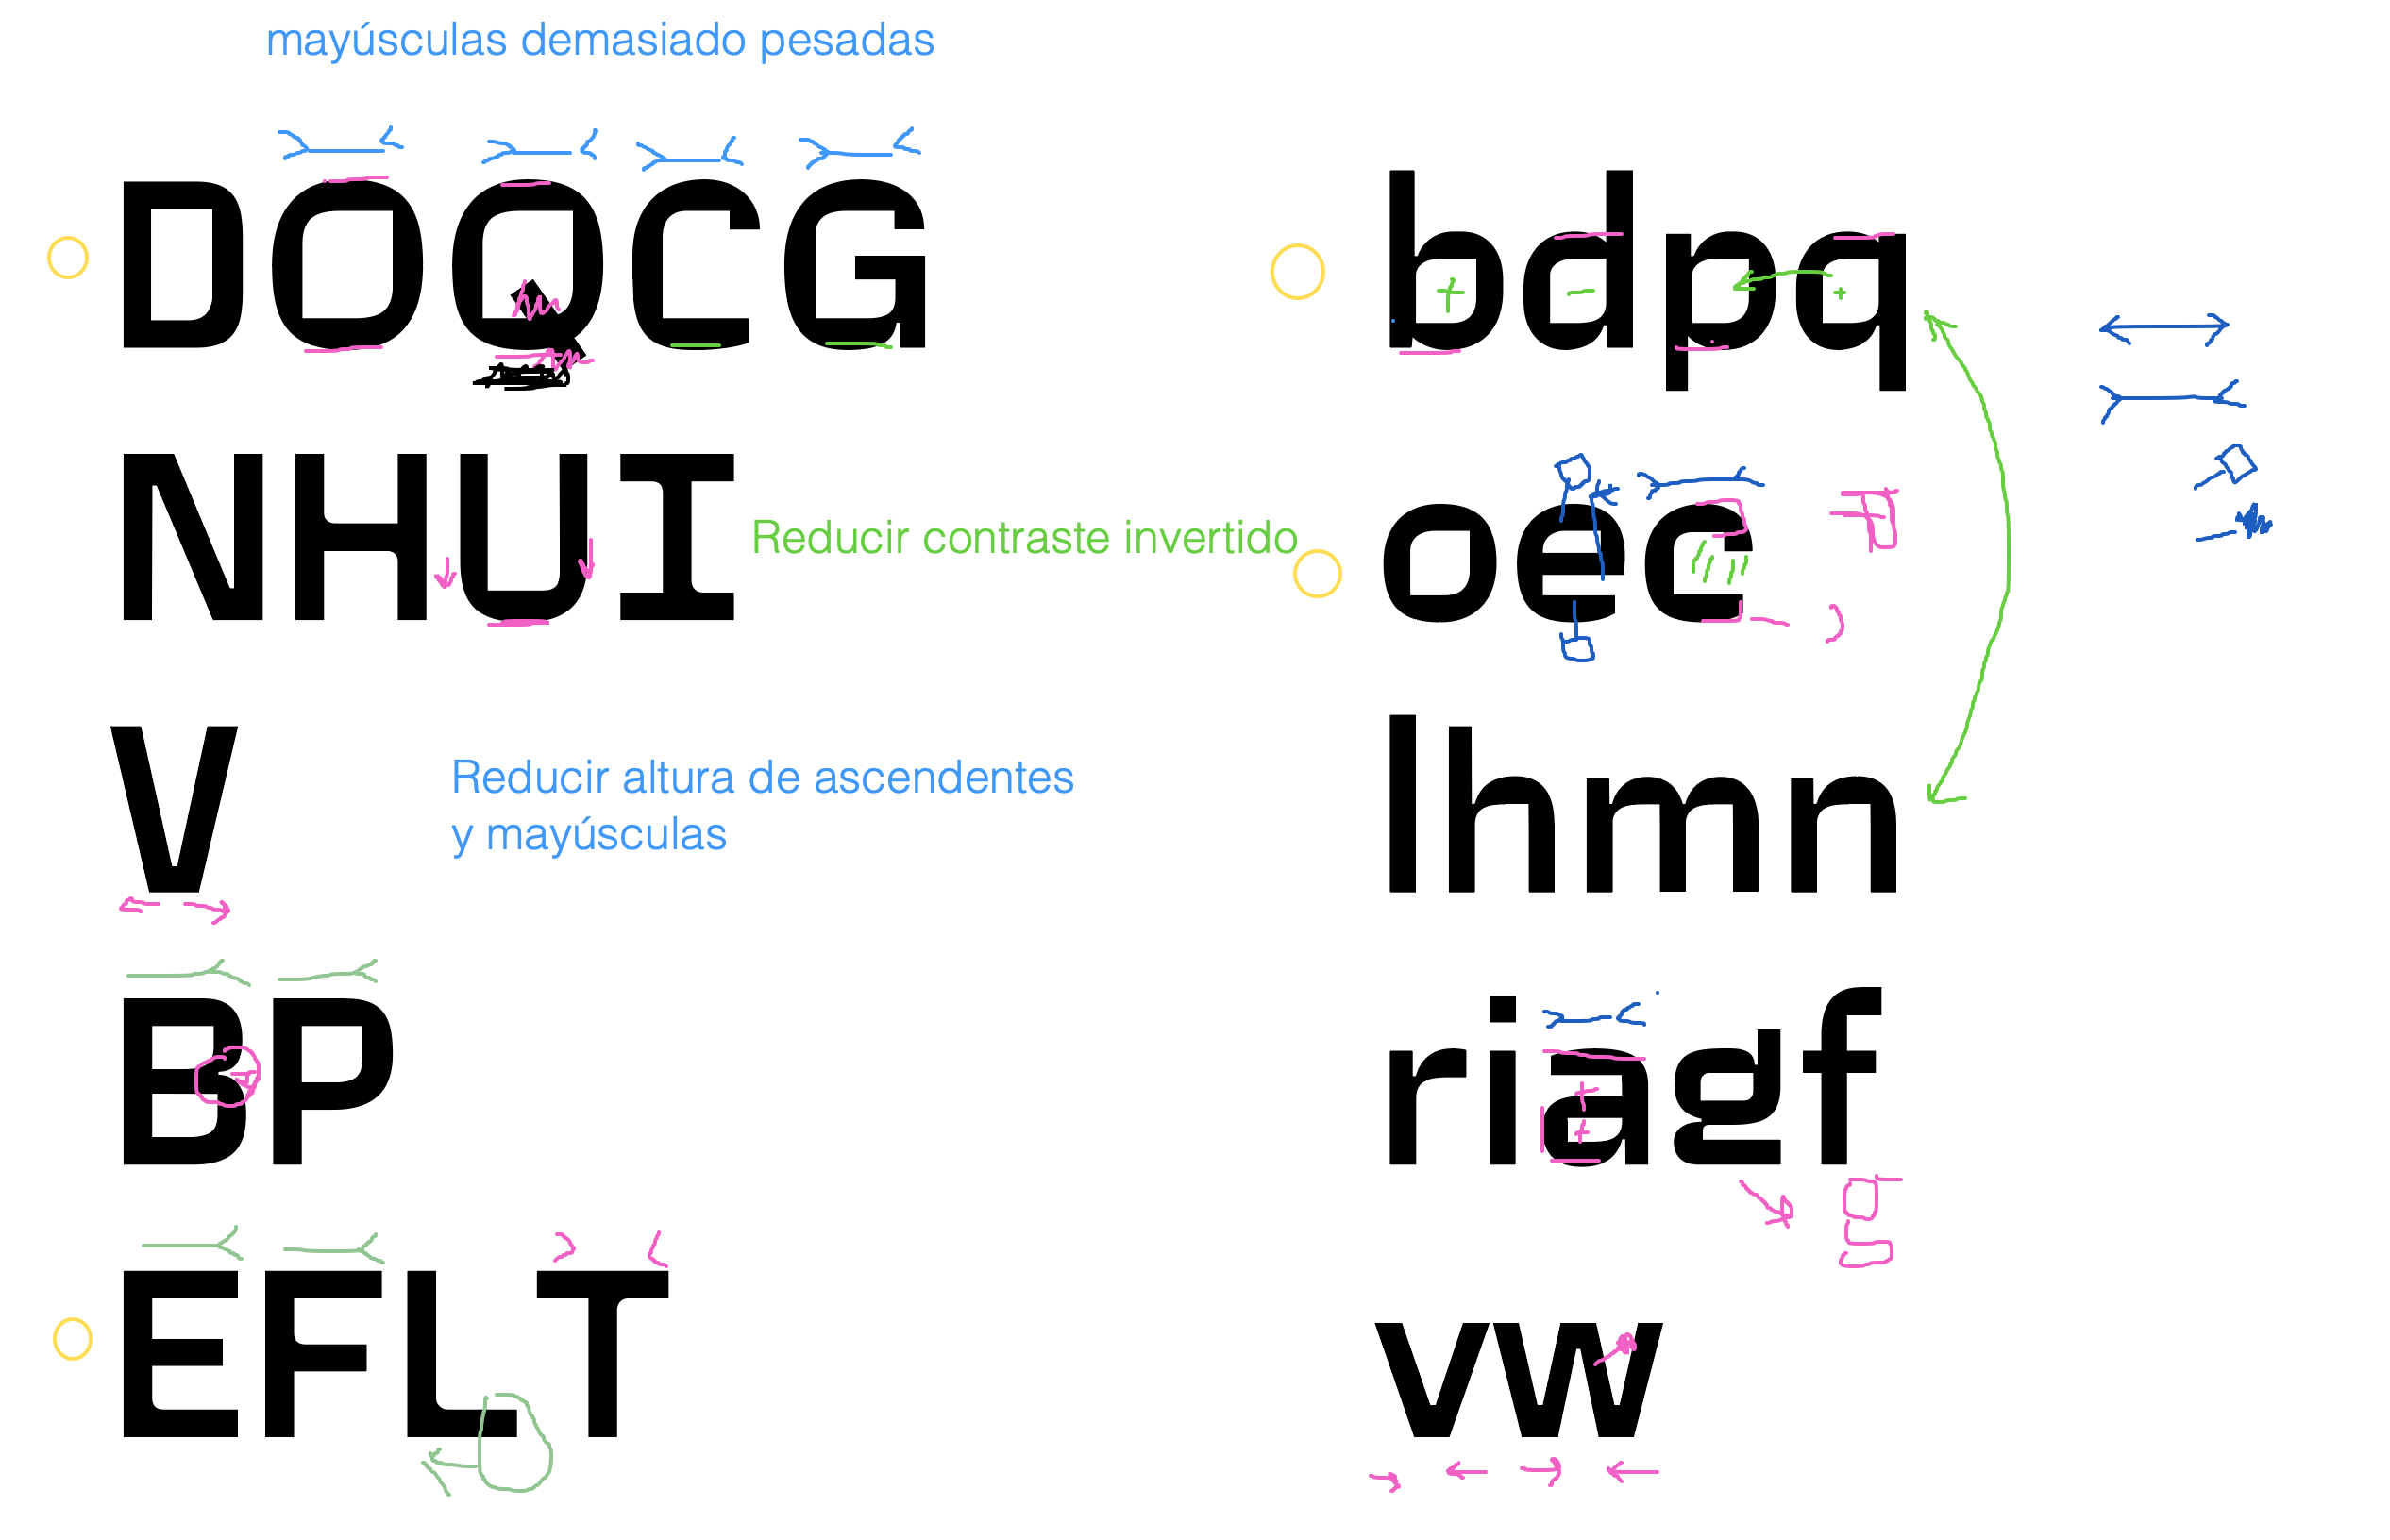 mayúsculas demasiado pesadas
DOQCG
NHUI
Reducir contraste invertido
V
Reducir altura de ascendentes
y mayúsculas
BP
EFLT
bdpq
oec
lhmn
riagf
g
vw